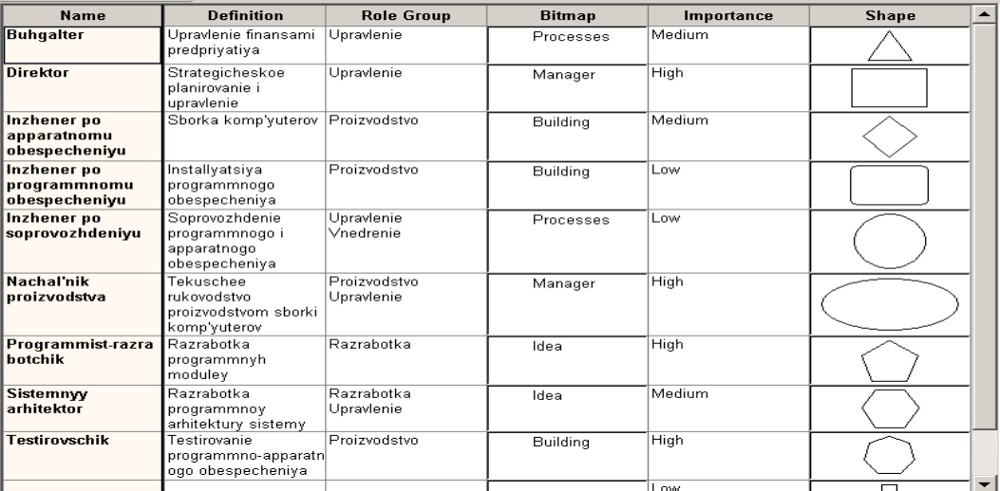 Name Definition Role Group Bitmap Importance Shape
Buhgalter Upravlenie finansami Upravlenie Processes Medium
predpriyatiya
Direktor Strategicheskoe Upravlenie Manager High
planirovanie i
upravlenie
Inzhener po Sborka komp'yuterov Proizvodstvo Building Medium
apparatnomu
obespecheniyu
Inzhener po Installyatsiya Proizvodstvo Building Low
programmnomu programmnogo
obespecheniyu obespecheniya
Inzhener po Soprovozhdenie Upravlenie Processes Low
soprovozhdeniyu programmnogo i Vnedrenie
apparatnogo
obespecheniya
Nachal'nik Tekuschee Proizvodstvo Manager High
proizvodstva rukovodstvo Upravlenie
proizvodstvom sborki
komp'yuterov
Programmist-razra Razrabotka Razrabotka Idea High
botchik programmnyh
moduley
Sistemnyy Razrabotka Razrabotka Idea Medium
arhitektor programmnoy Upravlenie
arhitektury sistemy
Testirovschik Testirovanie Proizvodstvo Building High
programmno-apparatn
ogo obespecheniya
Low